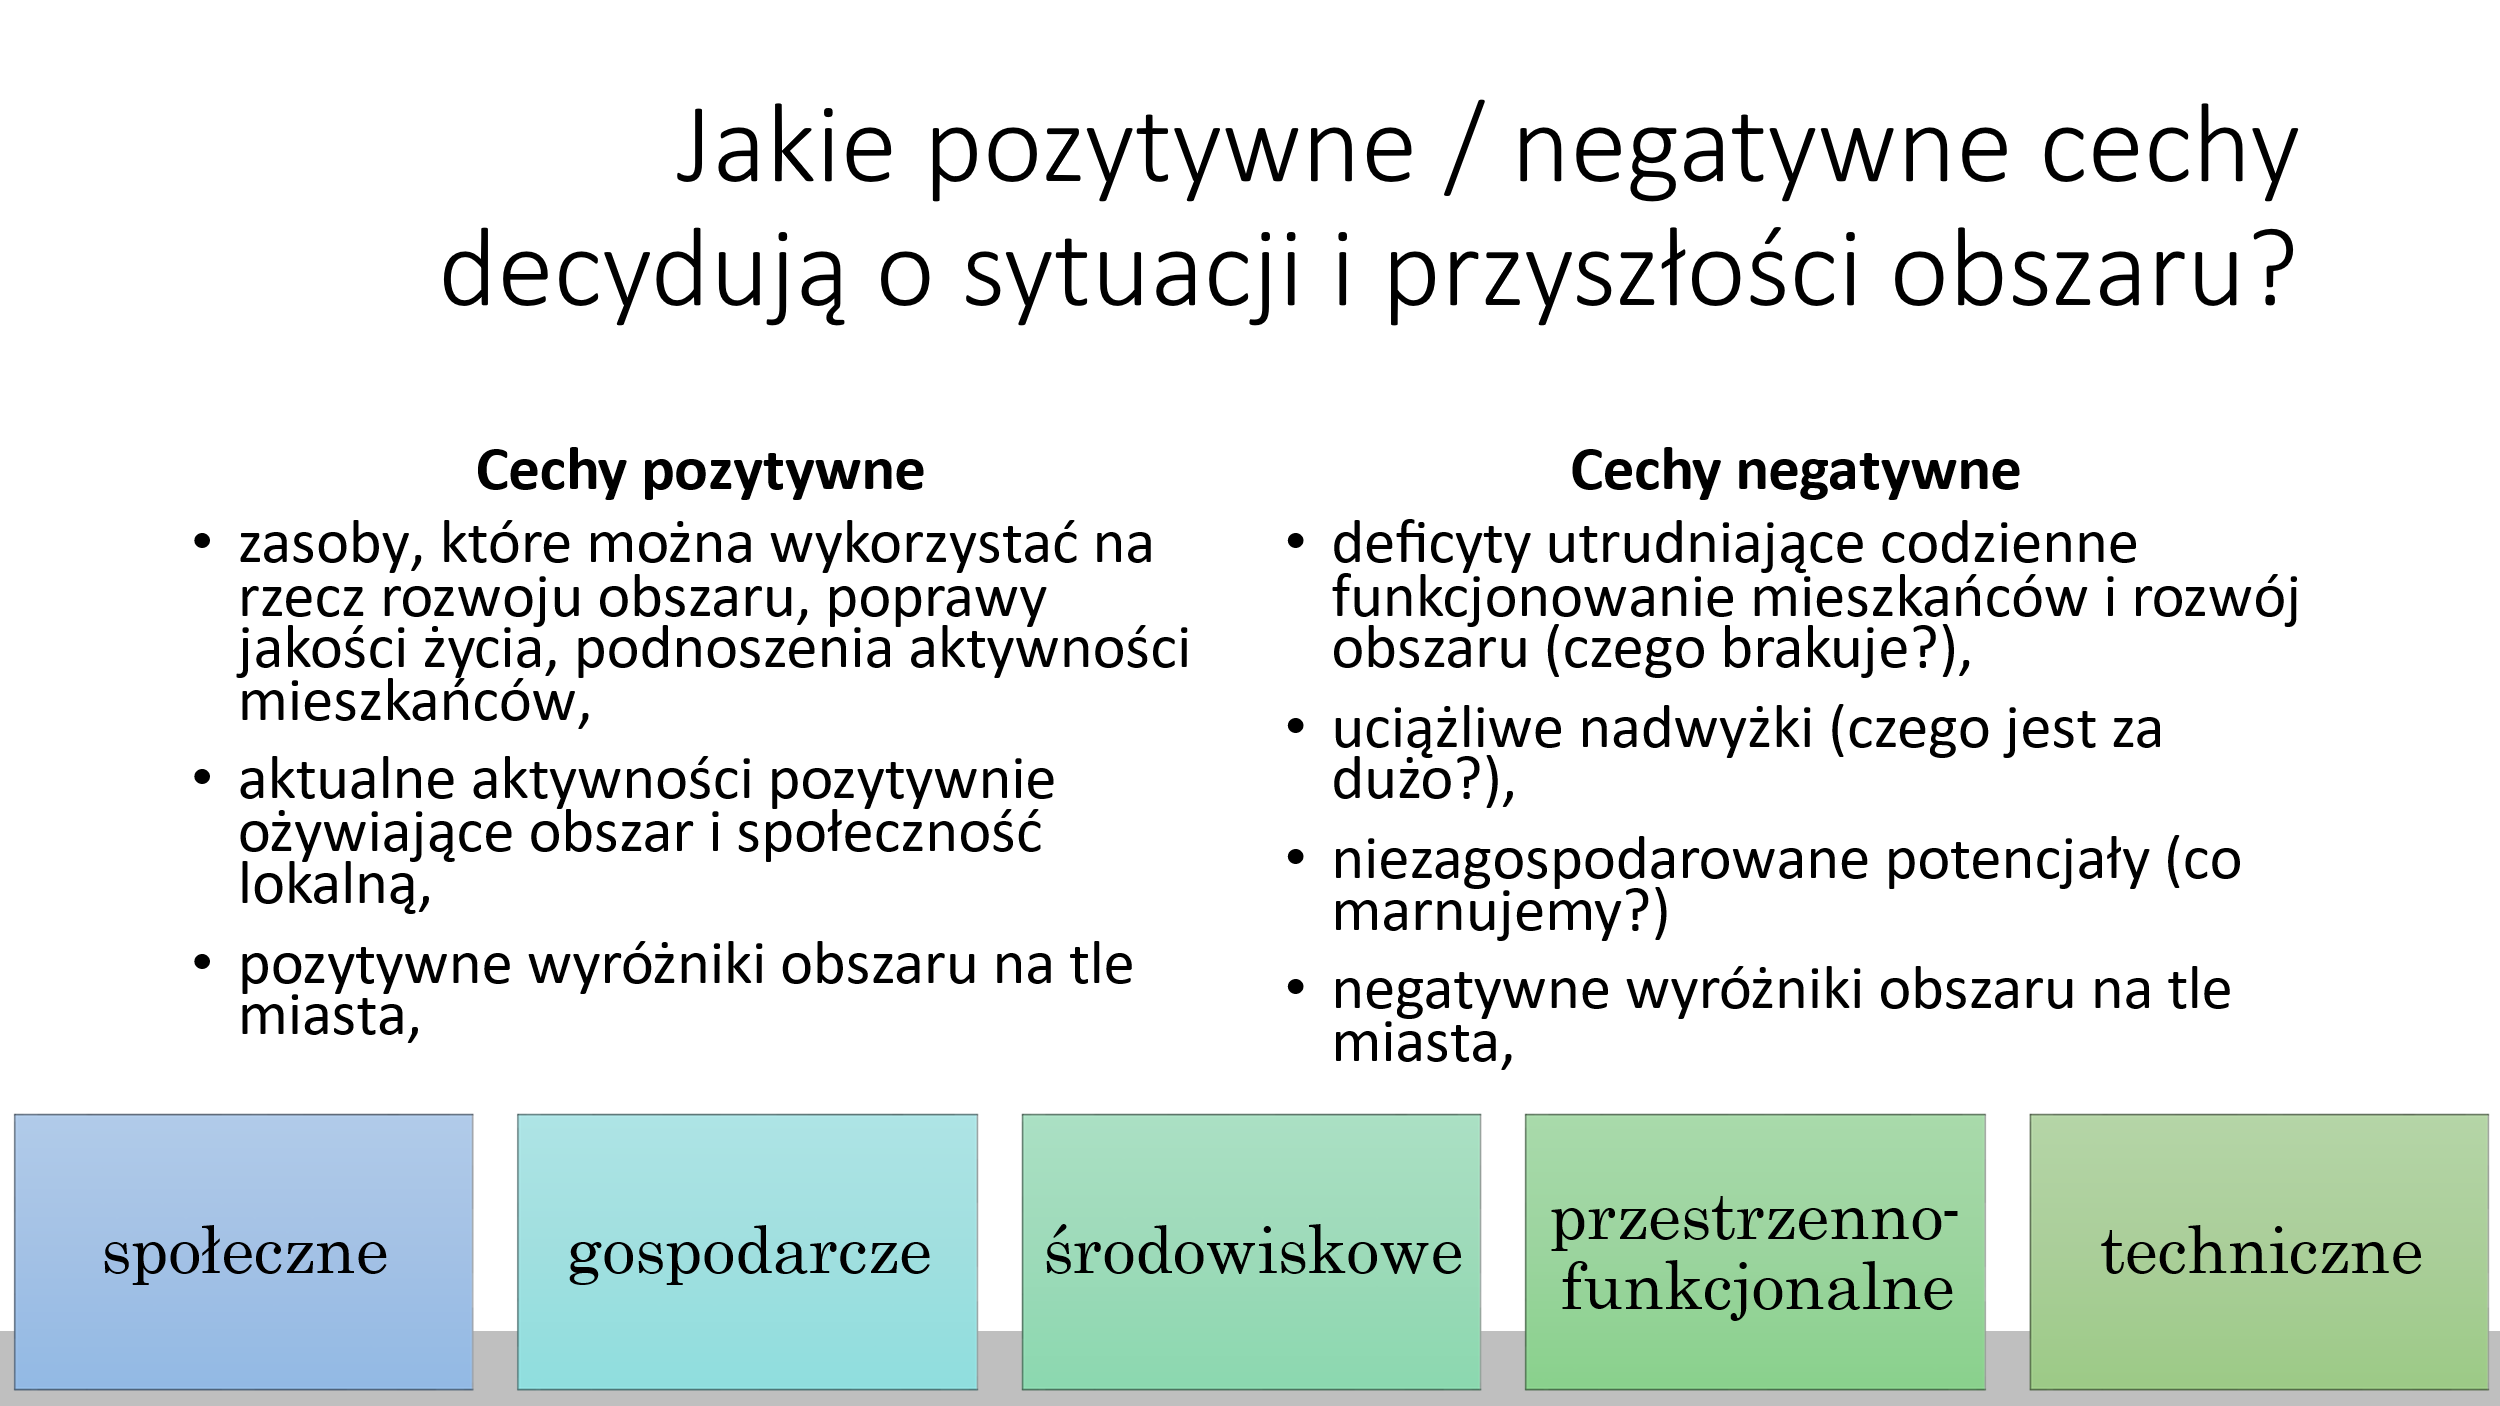 Jakie pozytywne / negatywne cechy
decydują o sytuacji i przyszłości obszaru?
Cechy pozytywne
• zasoby, które można wykorzystać na
rzecz rozwoju obszaru, poprawy
jakości życia, podnoszenia aktywności
mieszkańców,
• aktualne aktywności pozytywnie
ożywiające obszar i społeczność
lokalną,
• pozytywne wyróżniki obszaru na tle
miasta,
Cechy negatywne
• deficyty utrudniające codzienne
funkcjonowanie mieszkańców i rozwój
obszaru (czego brakuje?),
• uciążliwe nadwyżki (czego jest za
dużo?),
• niezagospodarowane potencjały (co
marnujemy?)
• negatywne wyróżniki obszaru na tle
miasta,
społeczne
gospodarcze
środowiskowe
przestrzenno-
funkcjonalne
techniczne